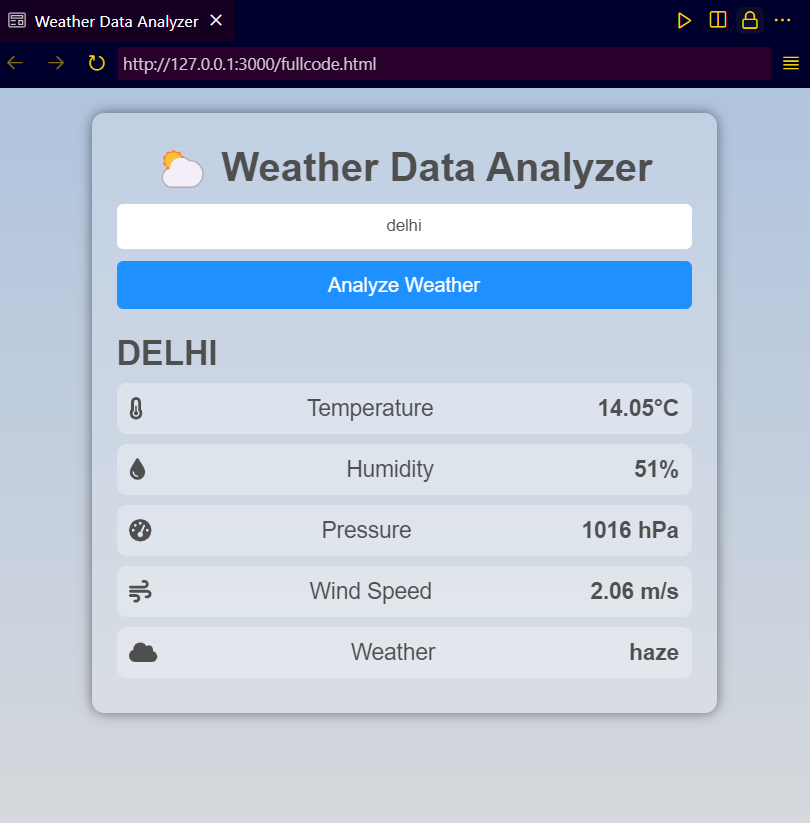 Weather Data Analyzer
http://127.0.0.1:3000/fullcode.html
Weather Data Analyzer
delhi
Analyze Weather
DELHI
Temperature 14.05°C
Humidity 51%
Pressure 1016 hPa
Wind Speed 2.06 m/s
Weather haze